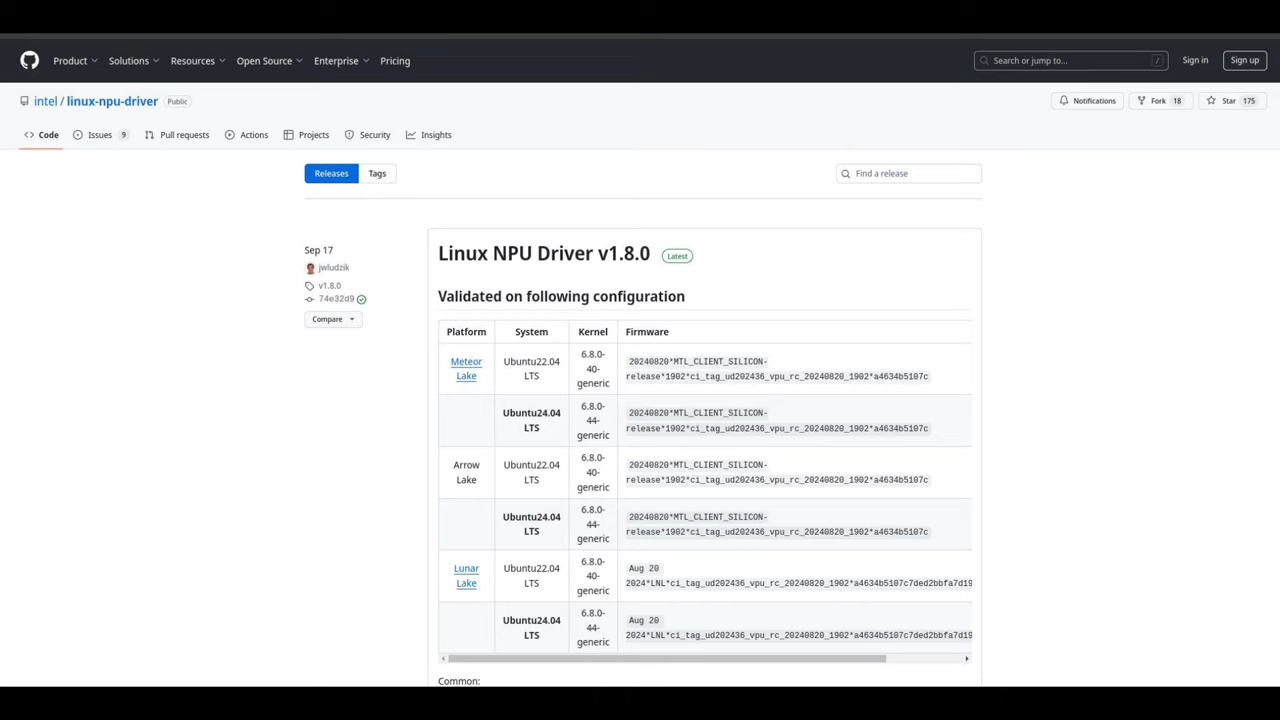 Product Solutions Resources Open Source Enterprise Pricing Search or jump to... / Sign in Sign up
intel / linux-npu-driver Public Notifications Fork 18 Star 175
Code Issues 9 Pull requests Actions Projects Security Insights
Releases Tags Find a release
Sep 17
jwludzik
v1.8.0
74e32d9
Compare
Linux NPU Driver v1.8.0 Latest
Validated on following configuration
Platform System Kernel Firmware
Meteor Lake Ubuntu22.04 LTS 6.8.0-40-generic 20240820*MTL_CLIENT_SILICON-release*1902*ci_tag_ud202436_vpu_rc_20240820_1902*a4634b5107c
Ubuntu24.04 LTS 6.8.0-44-generic 20240820*MTL_CLIENT_SILICON-release*1902*ci_tag_ud202436_vpu_rc_20240820_1902*a4634b5107c
Arrow Lake Ubuntu22.04 LTS 6.8.0-40-generic 20240820*MTL_CLIENT_SILICON-release*1902*ci_tag_ud202436_vpu_rc_20240820_1902*a4634b5107c
Ubuntu24.04 LTS 6.8.0-44-generic 20240820*MTL_CLIENT_SILICON-release*1902*ci_tag_ud202436_vpu_rc_20240820_1902*a4634b5107c
Lunar Lake Ubuntu22.04 LTS 6.8.0-40-generic Aug 20 2024*LNL*ci_tag_ud202436_vpu_rc_20240820_1902*a4634b5107c7ded2bbfa7d19
Ubuntu24.04 LTS 6.8.0-44-generic Aug 20 2024*LNL*ci_tag_ud202436_vpu_rc_20240820_1902*a4634b5107c7ded2bbfa7d19
Common: